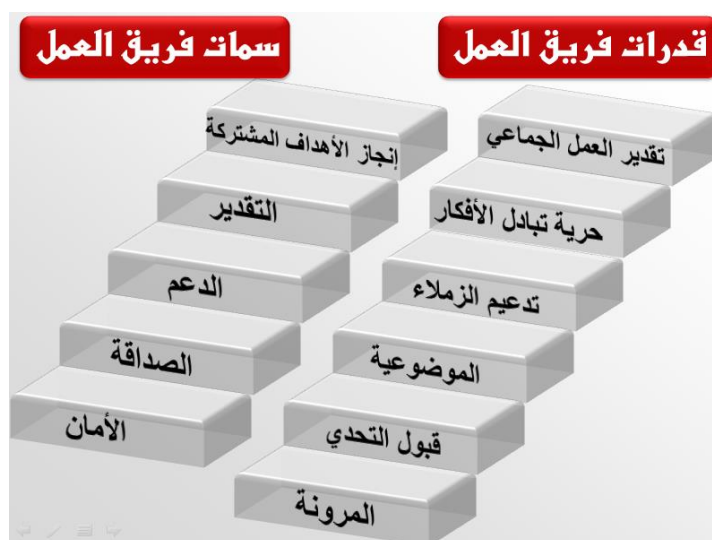 قدرات فريق العمل
تقدير العمل الجماعي
حرية تبادل الأفكار
تدعيم الزملاء
الموضوعية
قبول التحدي
المرونة
سمات فريق العمل
إنجاز الأهداف المشتركة
التقدير
الدعم
الصداقة
الأمان